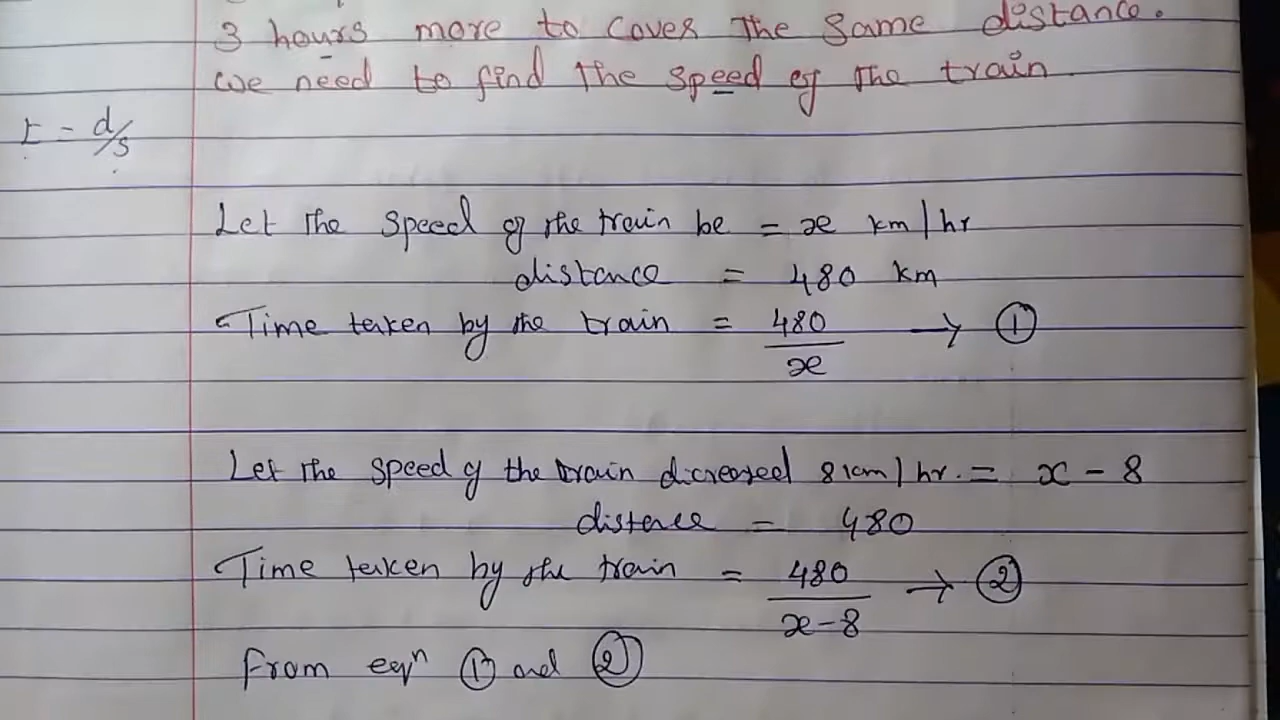 3 hours more to cover the same distance.
we need to find the speed of the train
t = d/s
Let the speed of the train be = x km/hr
distance = 480 km
Time taken by the train = 480/x → ①
Let the speed of the train dicreased 8 km/hr. = x - 8
distance = 480
Time taken by the train = 480/x-8 → ②
from eqⁿ ① and ②